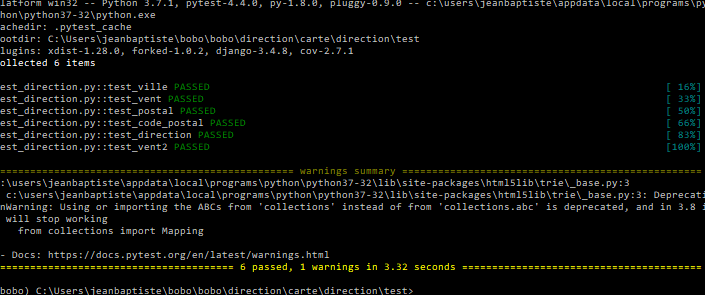 latform win32 -- Python 3.7.1, pytest-4.4.0, py-1.8.0, pluggy-0.9.0 -- c:\users\jeanbaptiste\appdata\local\programs\py
hon\python37-32\python.exe
achedir: .pytest_cache
ootdir: C:\Users\jeanbaptiste\bobo\bobo\direction\carte\direction\test
lugins: xdist-1.28.0, forked-1.0.2, django-3.4.8, cov-2.7.1
ollected 6 items
est_direction.py::test_ville PASSED [ 16%]
est_direction.py::test_vent PASSED [ 33%]
est_direction.py::test_postal PASSED [ 50%]
est_direction.py::test_code_postal PASSED [ 66%]
est_direction.py::test_direction PASSED [ 83%]
est_direction.py::test_vent2 PASSED [100%]
================================================= warnings summary ==================================================
:\users\jeanbaptiste\appdata\local\programs\python\python37-32\lib\site-packages\html5lib\trie\_base.py:3
c:\users\jeanbaptiste\appdata\local\programs\python\python37-32\lib\site-packages\html5lib\trie\_base.py:3: Deprecati
nWarning: Using or importing the ABCs from 'collections' instead of from 'collections.abc' is deprecated, and in 3.8 i
will stop working
from collections import Mapping
- Docs: https://docs.pytest.org/en/latest/warnings.html
======================================= 6 passed, 1 warnings in 3.32 seconds ========================================
bobo) C:\Users\jeanbaptiste\bobo\bobo\direction\carte\direction\test>